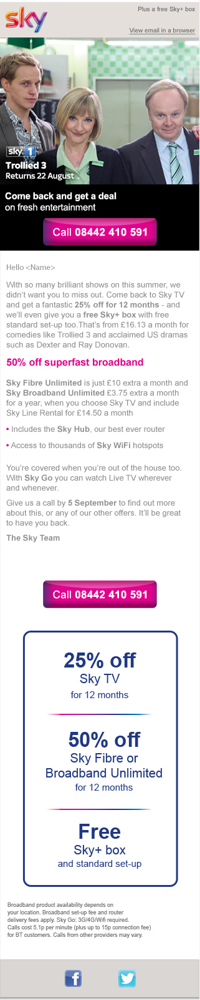 sky
Plus a free Sky+ box
View email in a browser
sky 1
Trollied 3
Returns 22 August
Come back and get a deal
on fresh entertainment
Call 08442 410 591
Hello <Name>
With so many brilliant shows on this summer, we
didn't want you to miss out. Come back to Sky TV
and get a fantastic 25% off for 12 months - and
we'll even give you a free Sky+ box with free
standard set-up too.That's from £16.13 a month for
comedies like Trollied 3 and acclaimed US dramas
such as Dexter and Ray Donovan.
50% off superfast broadband
Sky Fibre Unlimited is just £10 extra a month and
Sky Broadband Unlimited £3.75 extra a month
for a year, when you choose Sky TV and include
Sky Line Rental for £14.50 a month
• Includes the Sky Hub, our best ever router
• Access to thousands of Sky WiFi hotspots
You're covered when you're out of the house too.
With Sky Go you can watch Live TV wherever
and whenever.
Give us a call by 5 September to find out more
about this, or any of our other offers. It'll be great
to have you back.
The Sky Team
Call 08442 410 591
25% off
Sky TV
for 12 months
50% off
Sky Fibre or
Broadband Unlimited
for 12 months
Free
Sky+ box
and standard set-up
Broadband product availability depends on
your location. Broadband set-up fee and router
delivery fees apply. Sky Go: 3G/4G/Wifi required.
Calls cost 5.1p per minute (plus up to 15p connection fee)
for BT customers. Calls from other providers may vary.